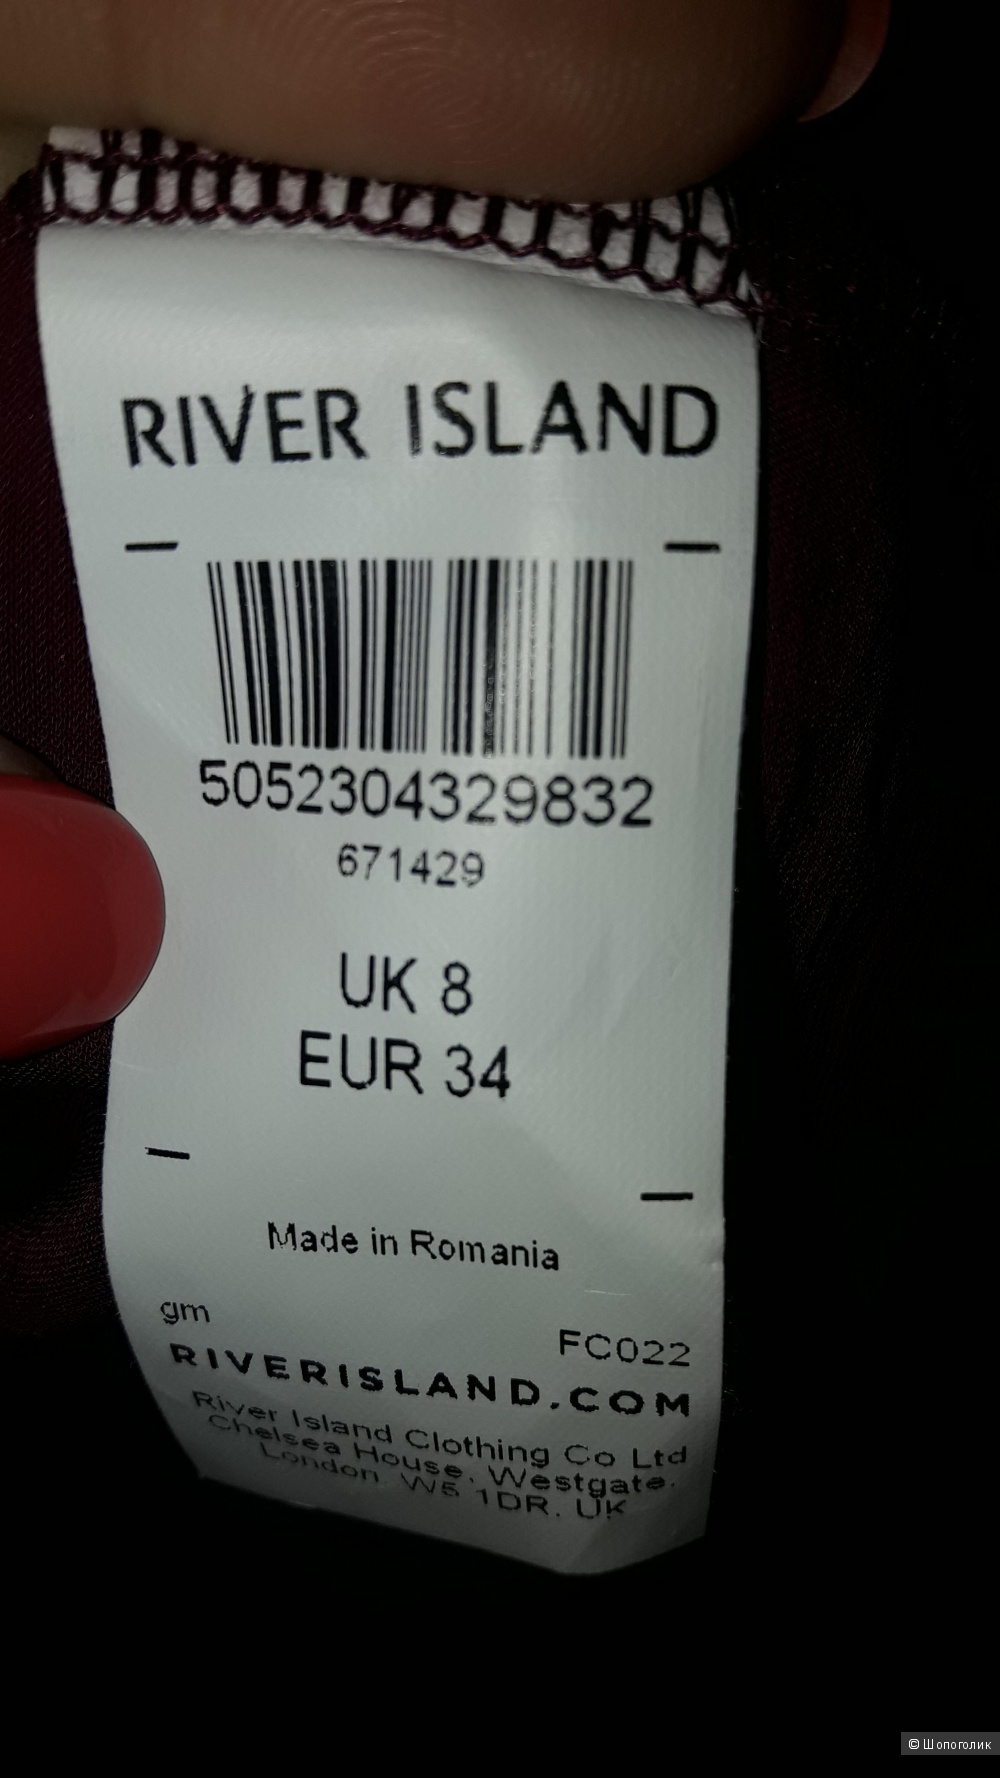 RIVER ISLAND
5052304329832
671429
UK 8
EUR 34
Made in Romania
gm
FC022
RIVERISLAND.COM
River Island Clothing Co Ltd
Chelsea House, Westgate,
London W5 1DR. UK
© Шопоголик